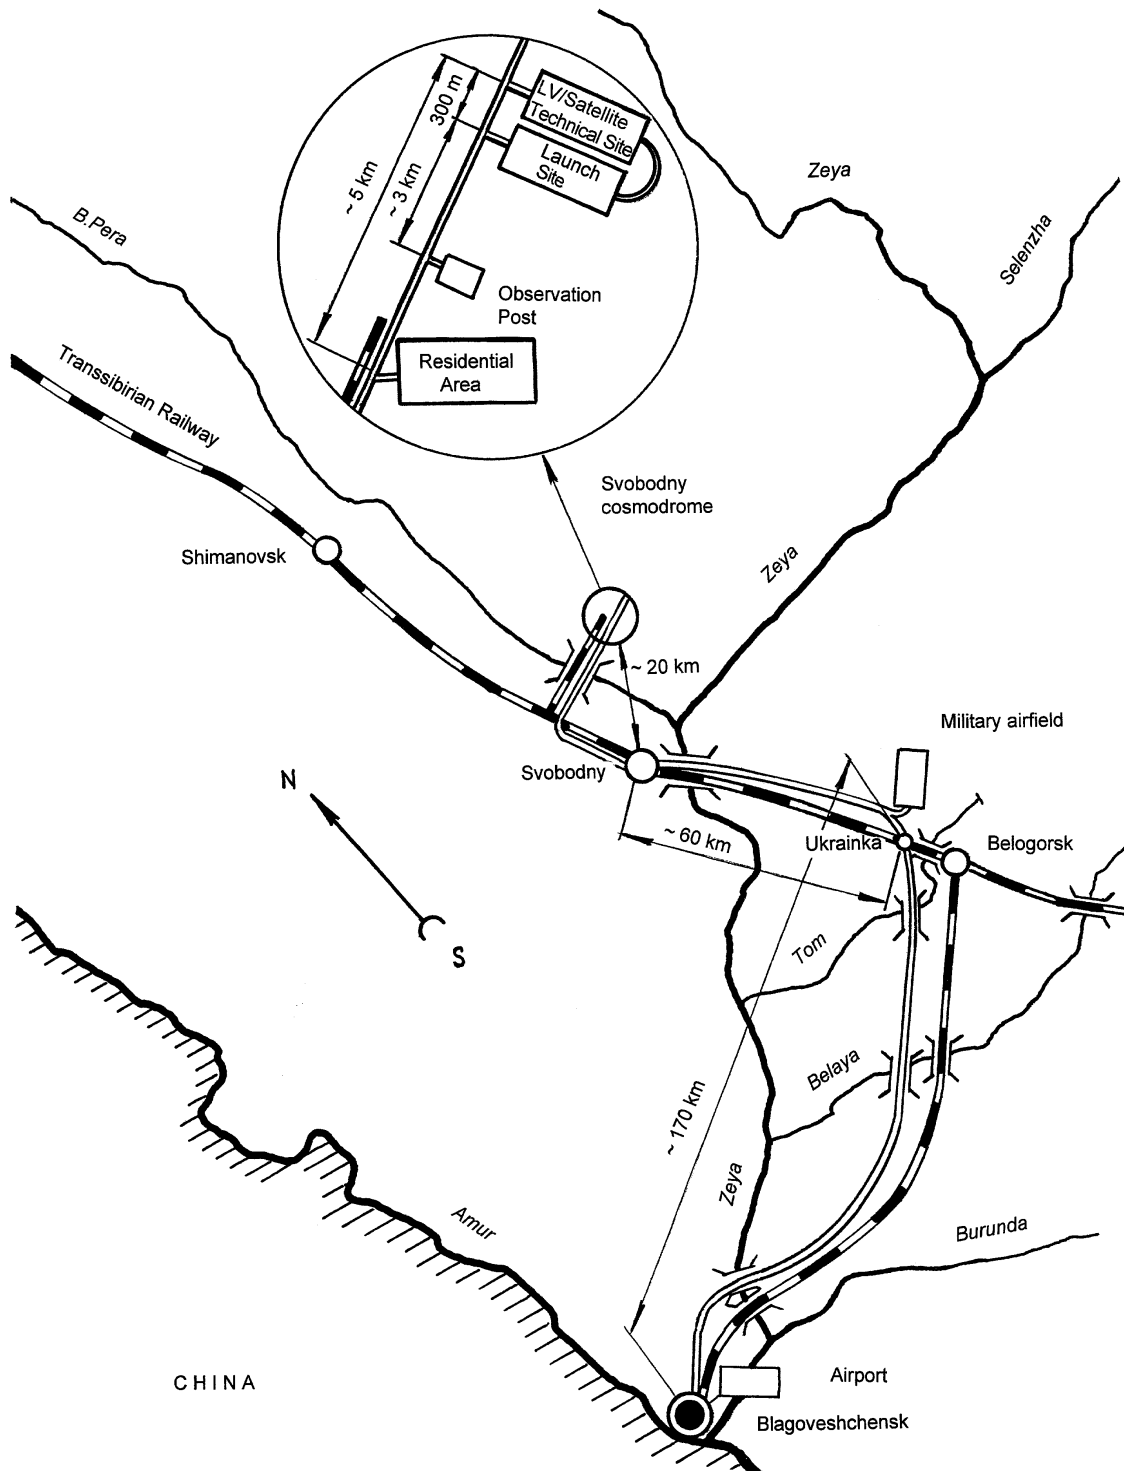 LV/Satellite
Technical Site
300 m
Launch
Site
Zeya
~ 5 km
~ 3 km
Selenzha
B.Pera
Observation
Post
Transsibirian Railway
Residential
Area
Svobodny
cosmodrome
Shimanovsk
Zeya
~ 20 km
Military airfield
Svobodny
N
~ 60 km
Ukrainka
Belogorsk
Tom
S
Belaya
~ 170 km
Zeya
Amur
Burunda
CHINA
Airport
Blagoveshchensk